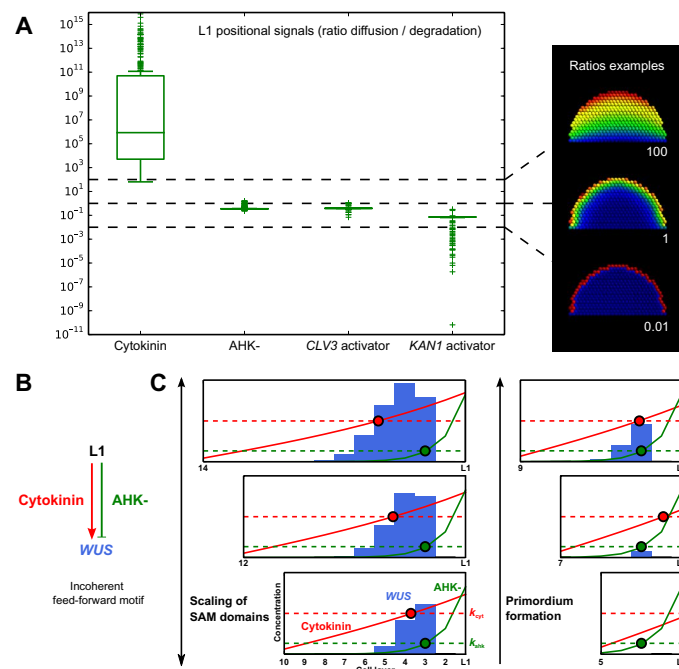 A
L1 positional signals (ratio diffusion / degradation)
10^15
10^13
10^11
10^9
10^7
10^5
10^3
10^1
10^-1
10^-3
10^-5
10^-7
10^-9
10^-11
Cytokinin
AHK-
CLV3 activator
KAN1 activator
Ratios examples
100
1
0.01
B
L1
Cytokinin
AHK-
WUS
Incoherent
feed-forward motif
C
14
L1
9
12
L1
7
Scaling of
SAM domains
Concentration
AHK-
WUS
Cytokinin
k_cyt
k_ahk
10 9 8 7 6 5 4 3 2 L1
Primordium
formation
5